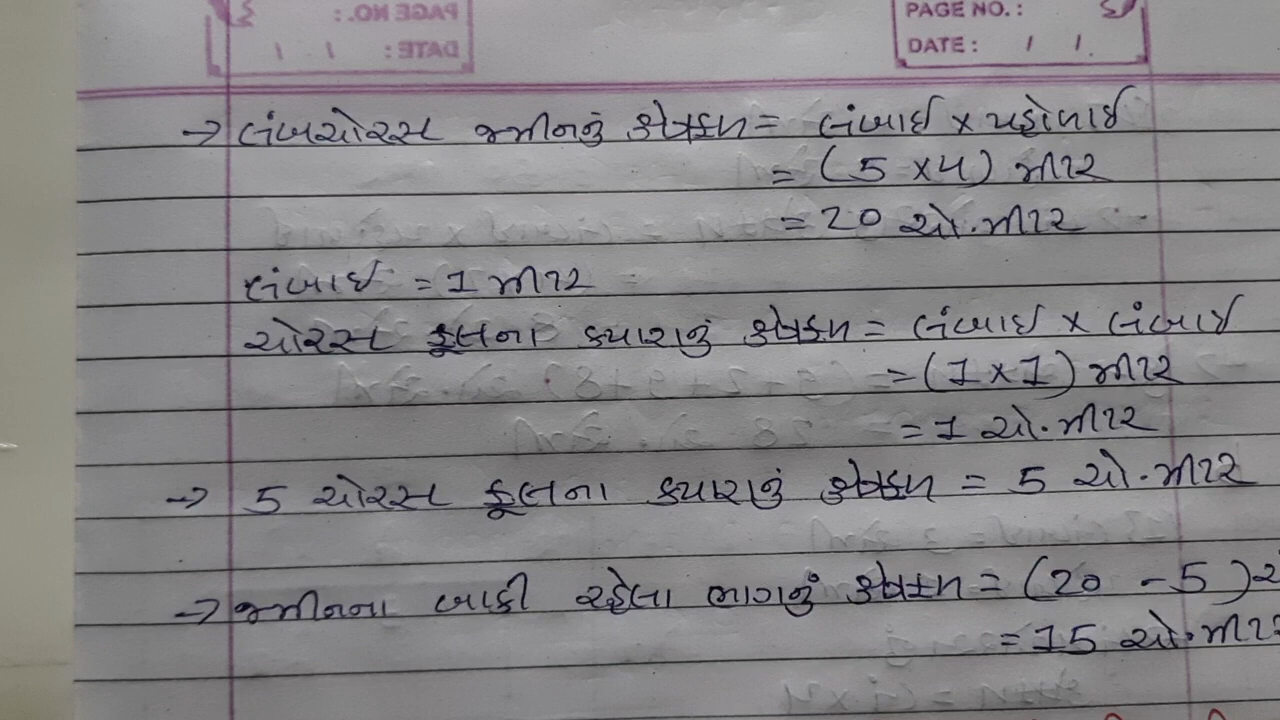 PAGE NO. :
DATE : / /
→ લંબચોરસ જમીનનું ક્ષેત્રફળ = લંબાઈ × પહોળાઈ
= (5 × 4) મીટર
= 20 ચો. મીટર
લંબાઈ = 1 મીટર
ચોરસ ફૂલના ક્યારાનું ક્ષેત્રફળ = લંબાઈ × લંબાઈ
= (1 × 1) મીટર
= 1 ચો. મીટર
→ 5 ચોરસ ફૂલના ક્યારાનું ક્ષેત્રફળ = 5 ચો. મીટર
→ જમીનના બાકી રહેલા ભાગનું ક્ષેત્રફળ = (20 - 5)
= 15 ચો. મીટર